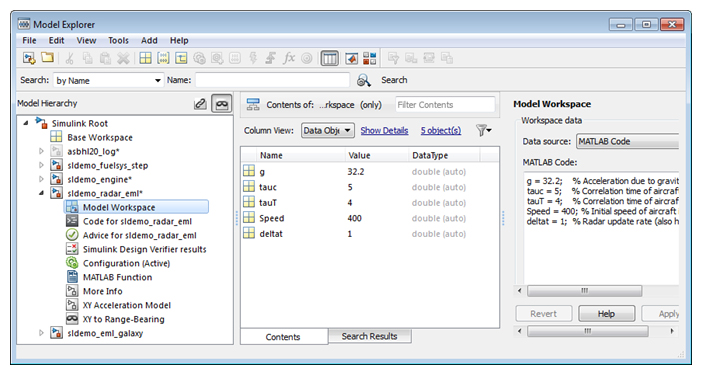 Model Explorer
File Edit View Tools Add Help
Search: by Name Name: Search
Model Hierarchy
Simulink Root
Base Workspace
asbhl20_log*
sldemo_fuelsys_step
sldemo_engine*
sldemo_radar_eml*
Model Workspace
Code for sldemo_radar_eml
Advice for sldemo_radar_eml
Simulink Design Verifier results
Configuration (Active)
MATLAB Function
More Info
XY Acceleration Model
XY to Range-Bearing
sldemo_eml_galaxy
Contents of: ...rkspace (only) Filter Contents
Column View: Data Obje Show Details 5 object(s)
Name Value DataType
g 32.2 double (auto)
tauc 5 double (auto)
tauT 4 double (auto)
Speed 400 double (auto)
deltat 1 double (auto)
Contents Search Results
Model Workspace
Workspace data
Data source: MATLAB Code
MATLAB Code:
g = 32.2; % Acceleration due to gravit
tauc = 5; % Correlation time of aircraf
tauT = 4; % Correlation time of aircraf
Speed = 400; % Initial speed of aircraft
deltat = 1; % Radar update rate (also h
Revert Help Apply